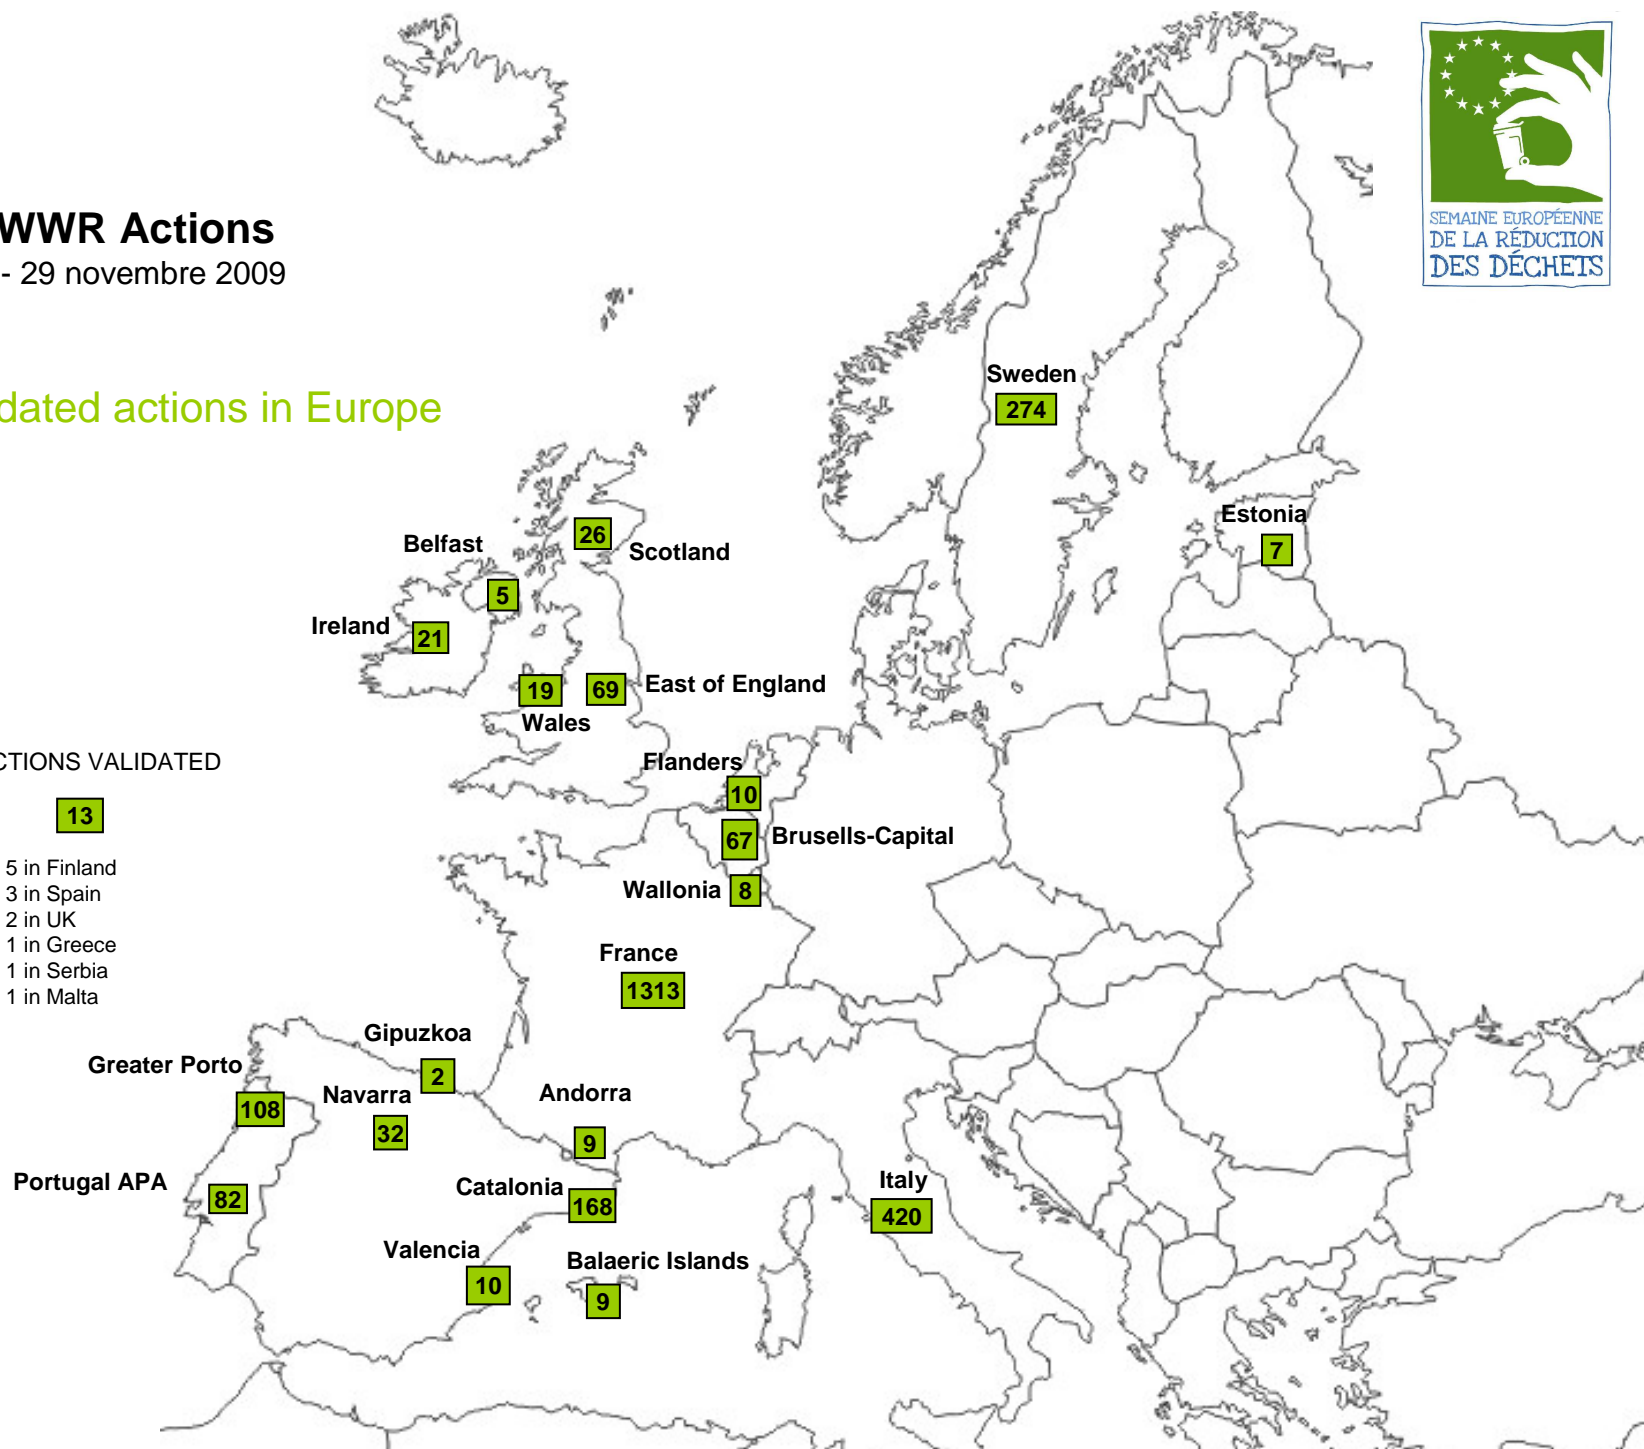 WWR Actions
- 29 novembre 2009
dated actions in Europe
SEMAINE EUROPÉENNE
DE LA RÉDUCTION
DES DÉCHETS
Sweden
274
Estonia
7
Belfast
5
26
Scotland
Ireland
21
19
Wales
69
East of England
CTIONS VALIDATED
13
5 in Finland
3 in Spain
2 in UK
1 in Greece
1 in Serbia
1 in Malta
Flanders
10
67
Brusells-Capital
Wallonia
8
France
1313
Gipuzkoa
2
Greater Porto
108
Navarra
32
Andorra
9
Portugal APA
82
Catalonia
168
Italy
420
Valencia
10
Balaeric Islands
9